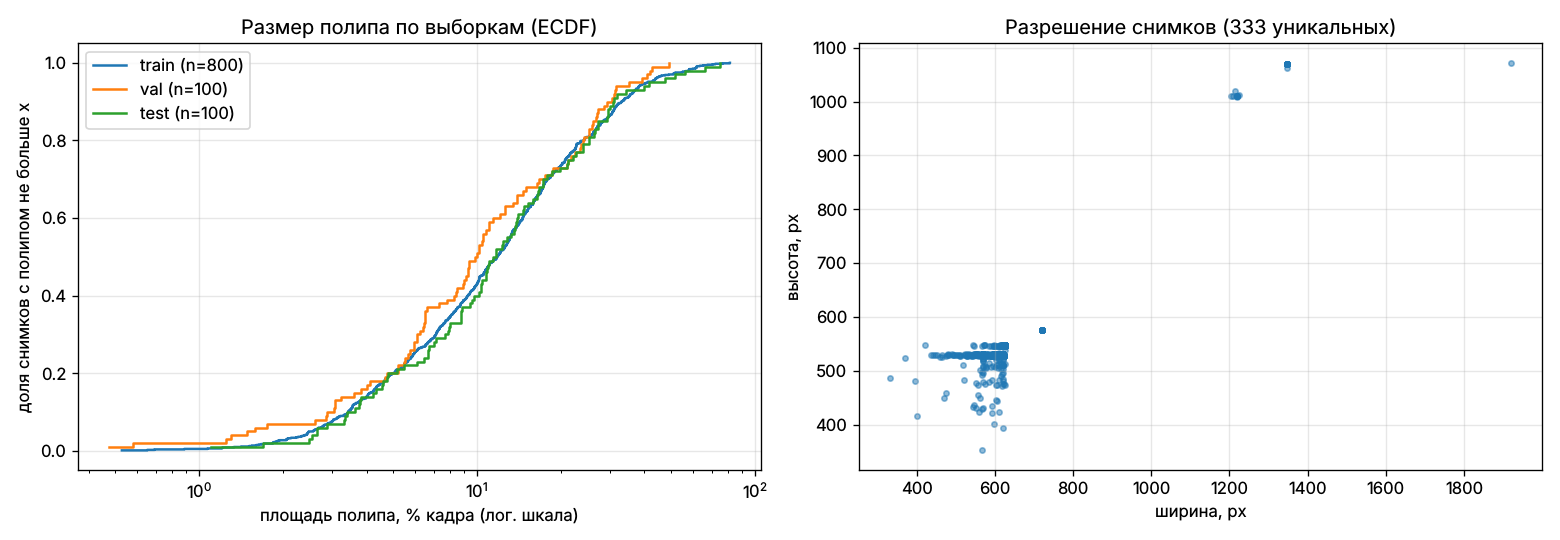 Размер полипа по выборкам (ECDF)
train (n=800)
val (n=100)
test (n=100)
доля снимков с полипом не больше x
1.0
0.8
0.6
0.4
0.2
0.0
10⁰
10¹
10²
площадь полипа, % кадра (лог. шкала)
Разрешение снимков (333 уникальных)
высота, px
1100
1000
900
800
700
600
500
400
400
600
800
1000
1200
1400
1600
1800
ширина, px